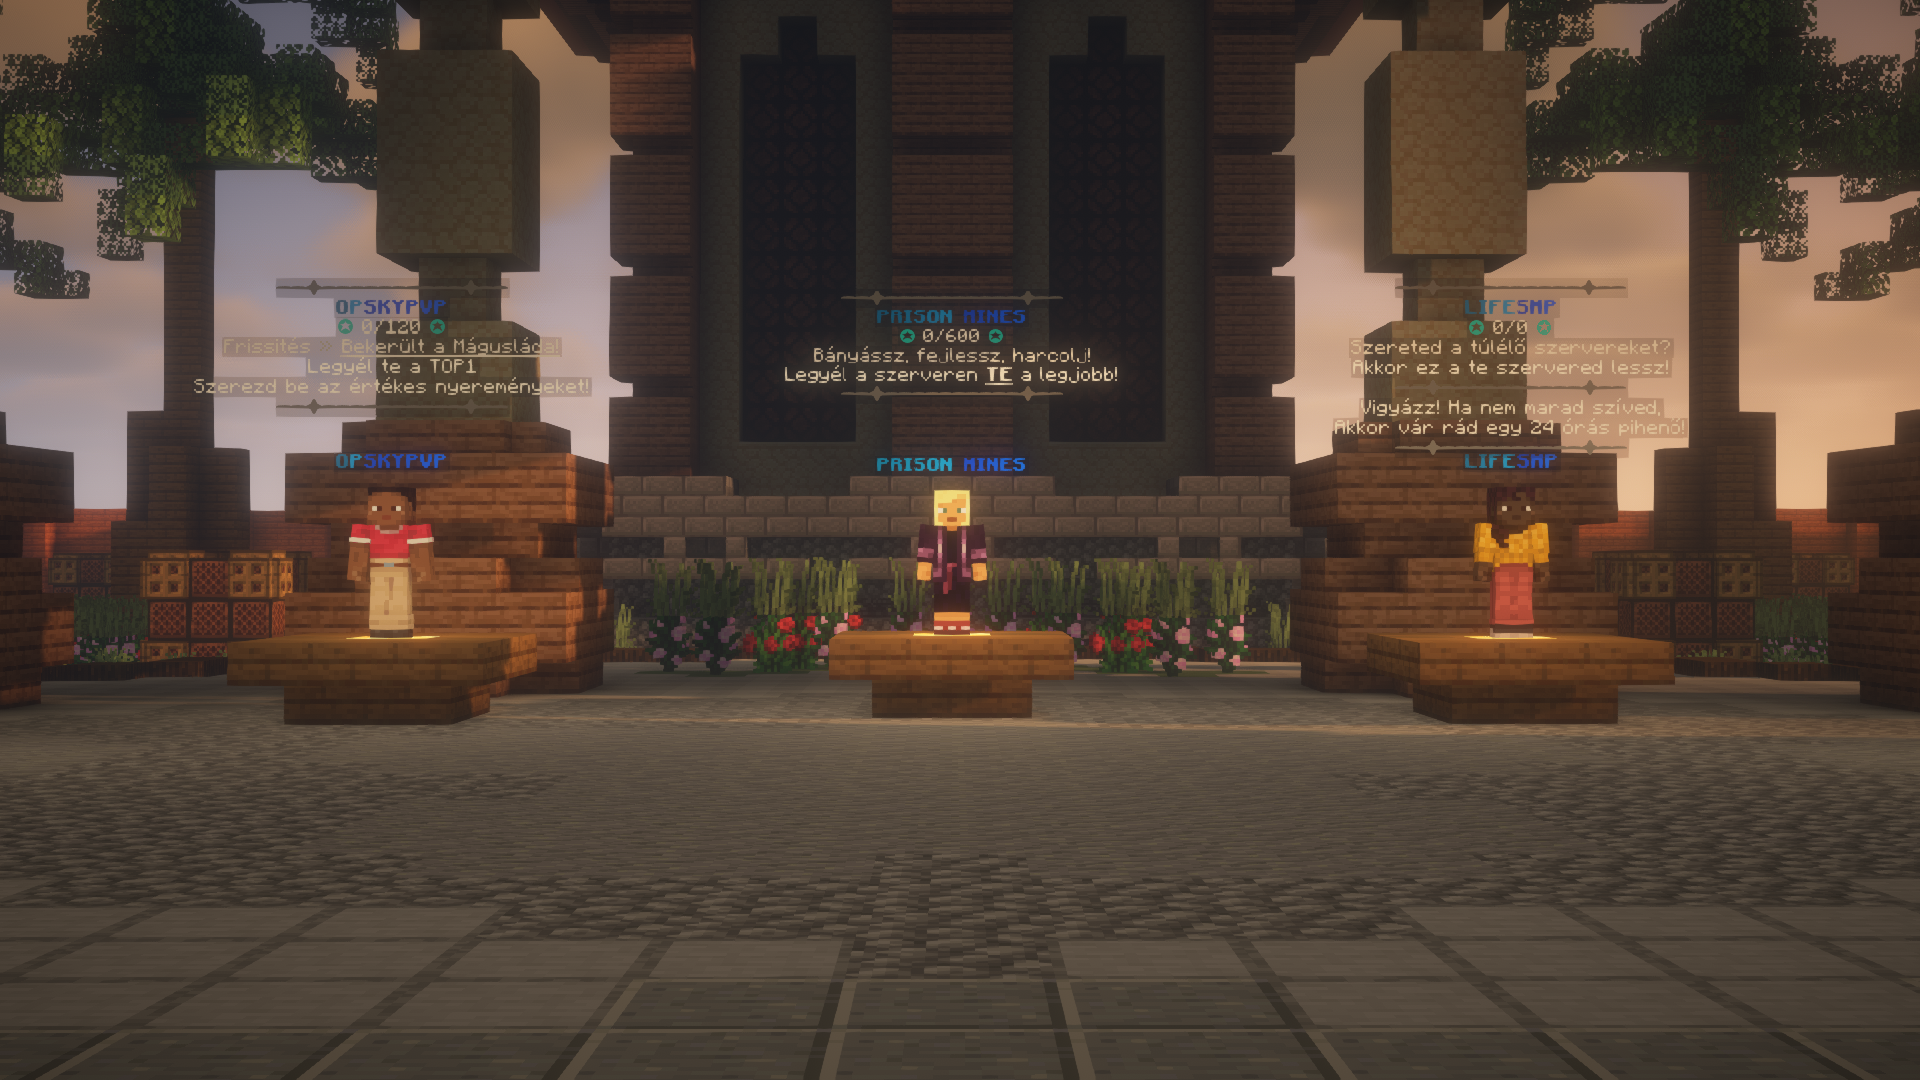 OPSKYPVP
0/120
Frissítés » Bekerült a Mágusláda!
Legyél te a TOP1
Szerezd be az értékes nyereményeket!
OPSKYPVP
PRISON MINES
0/600
Bányássz, fejlessz, harcolj!
Legyél a szerveren TE a legjobb!
PRISON MINES
LIFESMP
0/0
Szereted a túlélő szervereket?
Akkor ez a te szervered lessz!
Vigyázz! Ha nem marad szíved,
Akkor vár rád egy 24 órás pihenő!
LIFESMP